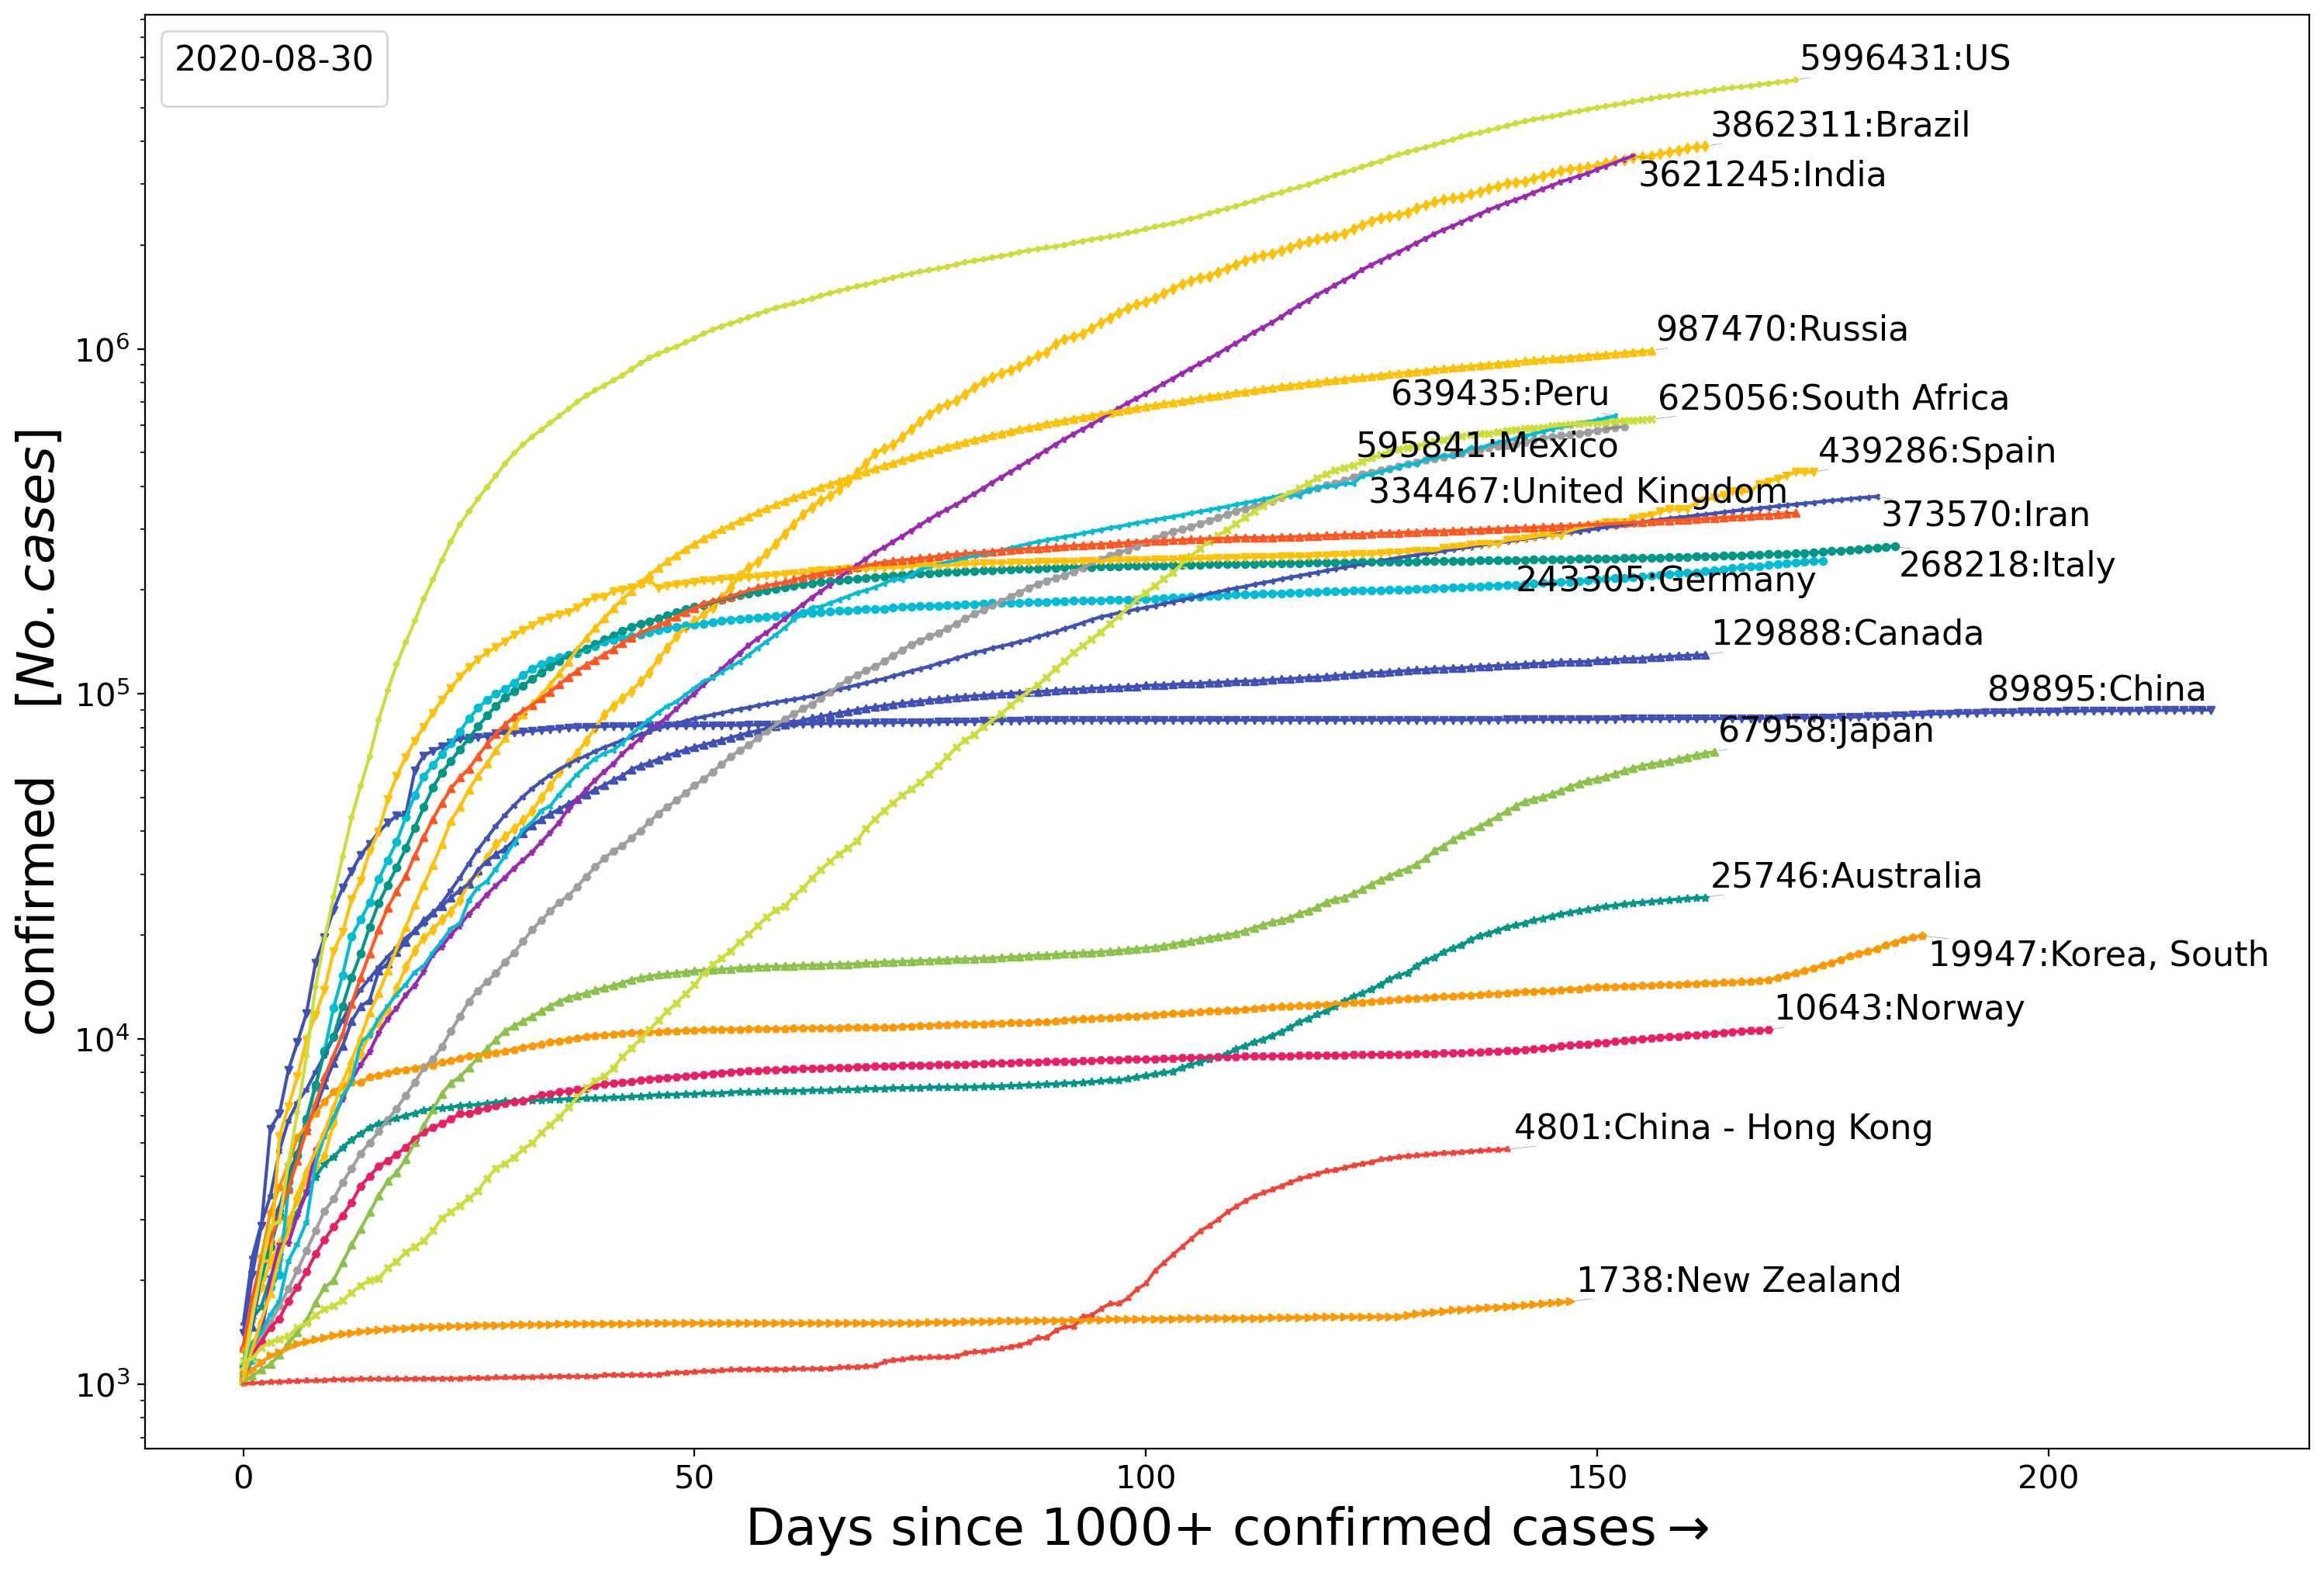 2020-08-30
5996431:US
3862311:Brazil
3621245:India
987470:Russia
639435:Peru
625056:South Africa
595841:Mexico
439286:Spain
334467:United Kingdom
373570:Iran
268218:Italy
243305:Germany
129888:Canada
89895:China
67958:Japan
25746:Australia
19947:Korea, South
10643:Norway
4801:China - Hong Kong
1738:New Zealand
confirmed [No. cases]
10⁶
10⁵
10⁴
10³
0 50 100 150 200
Days since 1000+ confirmed cases→